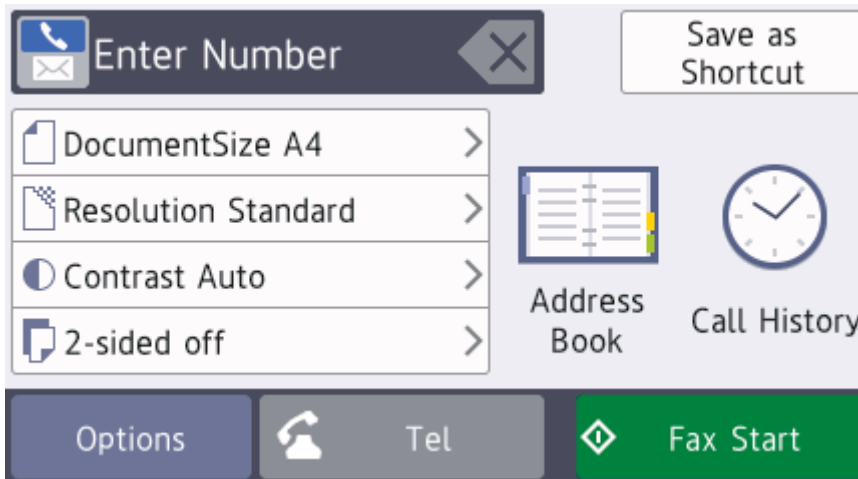 Enter Number
Save as
Shortcut
DocumentSize A4
Resolution Standard
Contrast Auto
2-sided off
Address
Book
Call History
Options
Tel
Fax Start